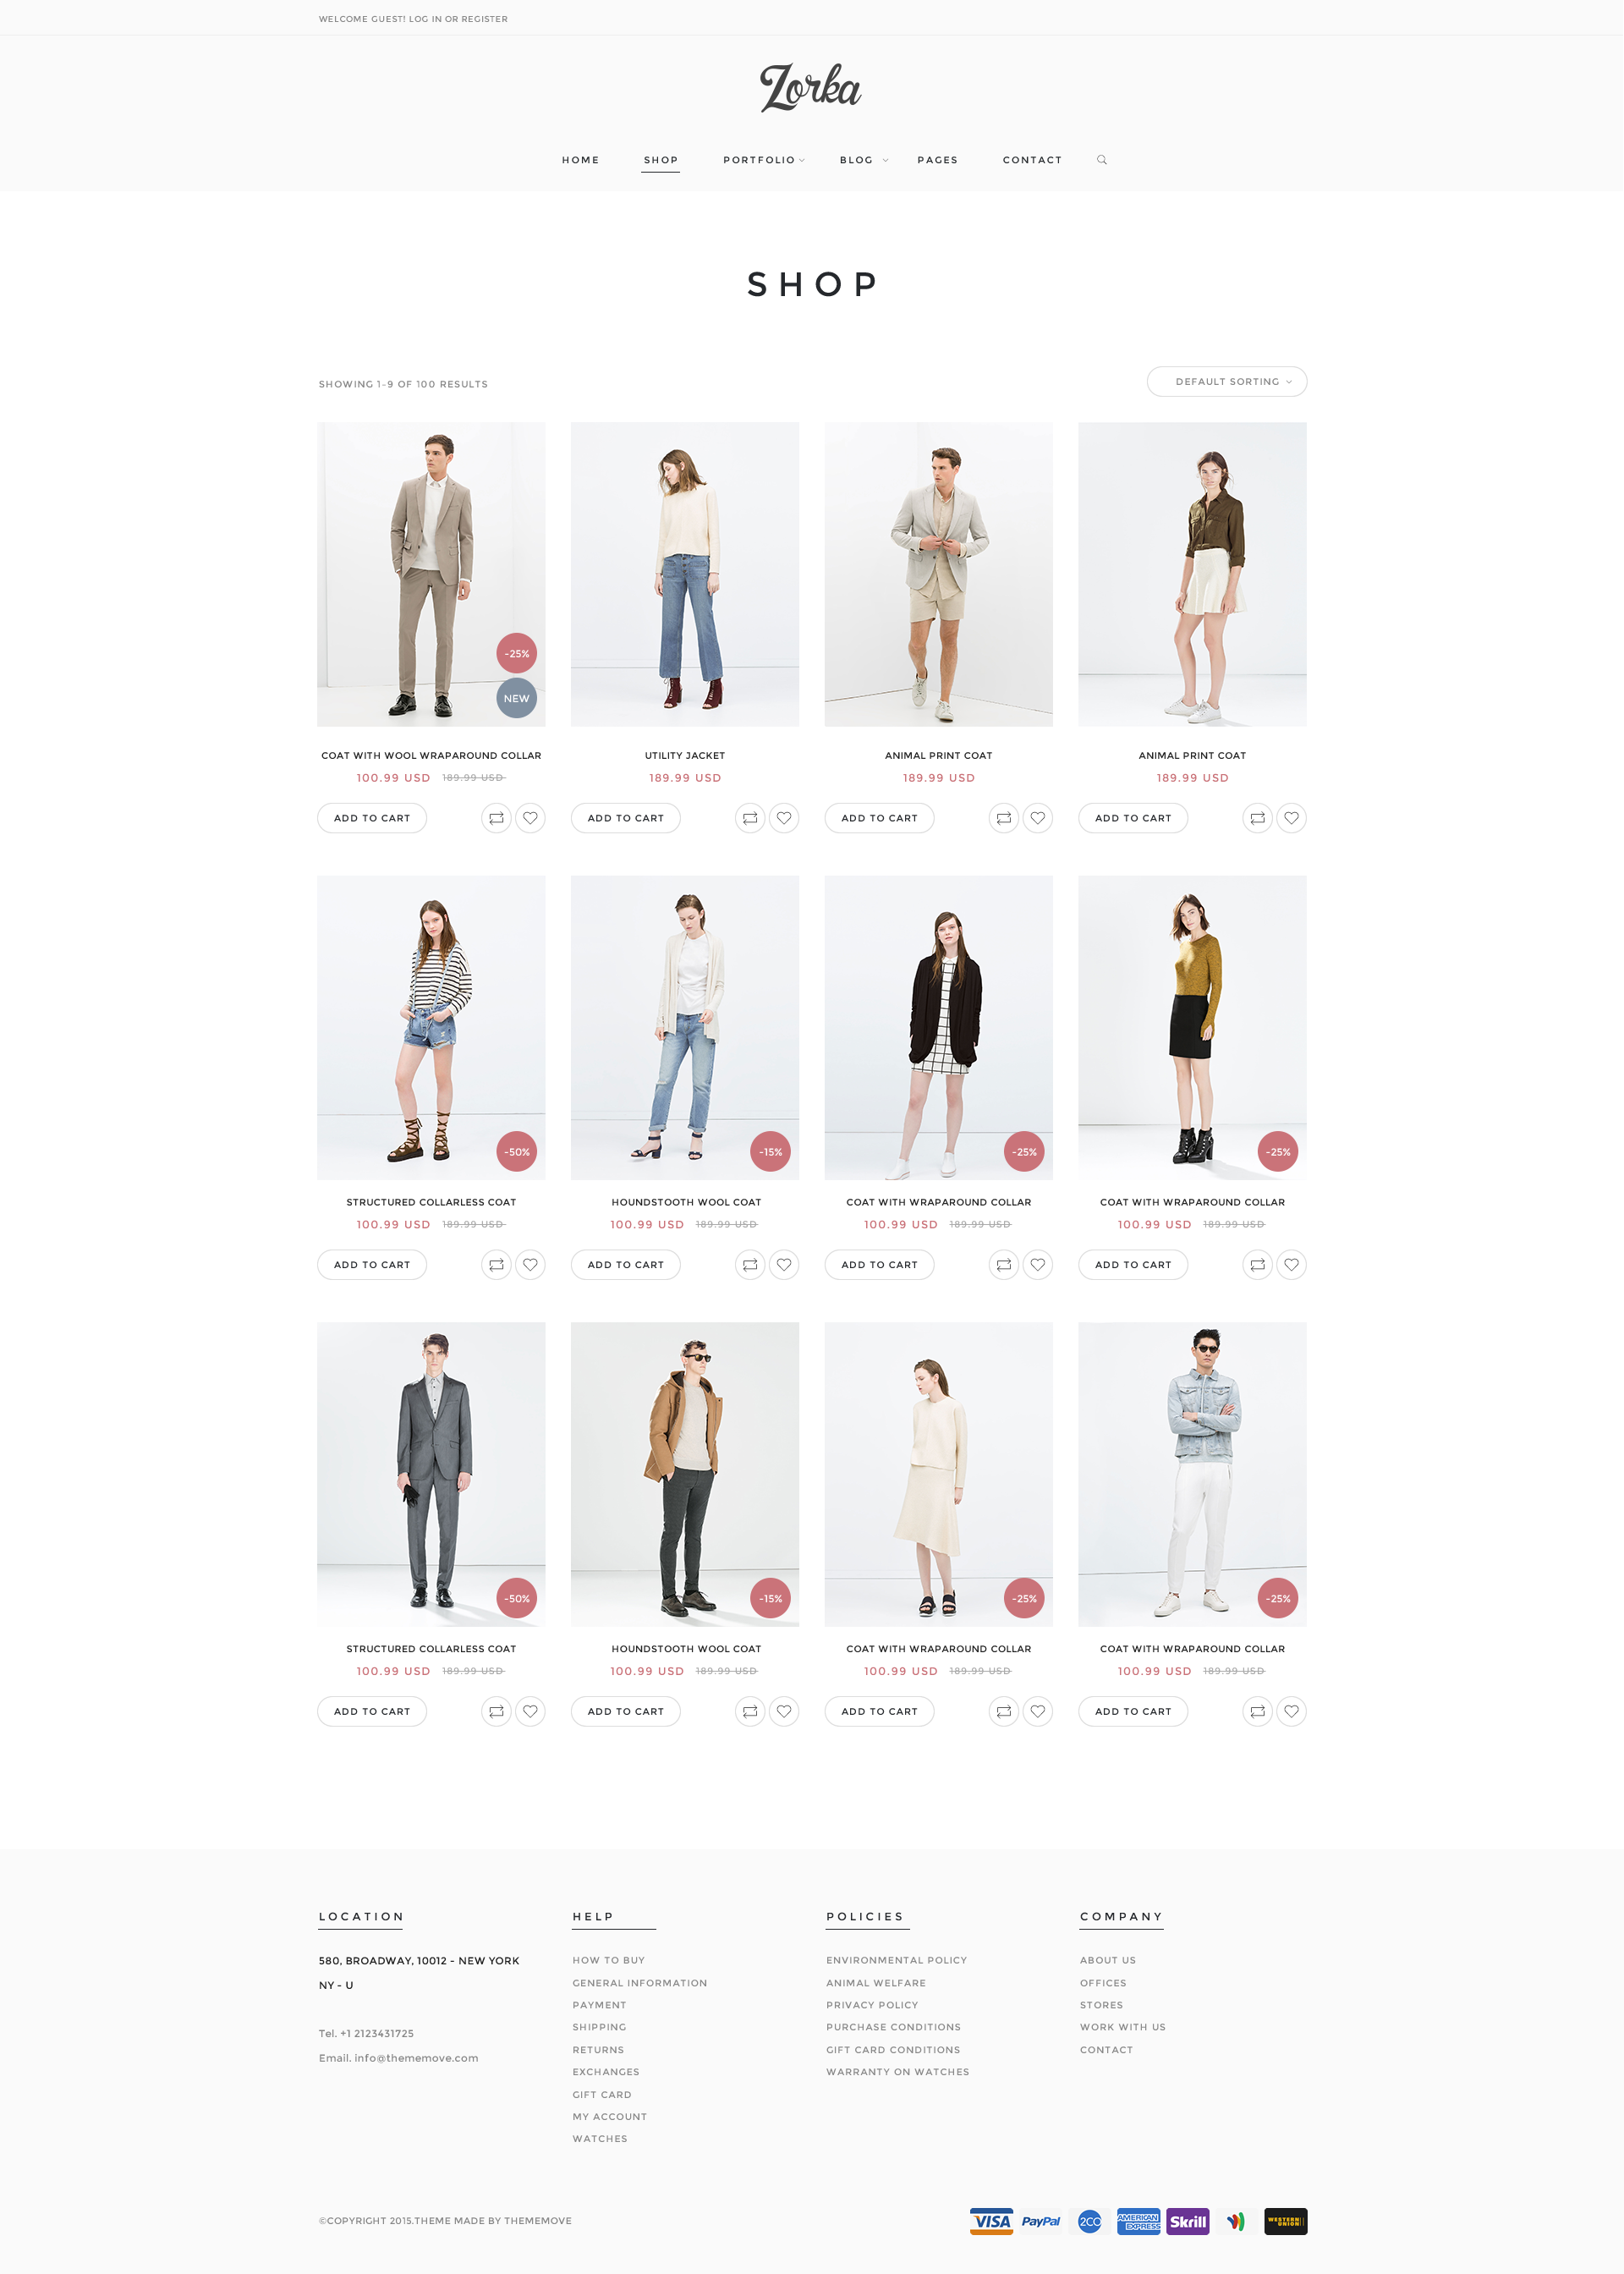 WELCOME GUEST! LOG IN OR REGISTER
Zorka
HOME SHOP PORTFOLIO BLOG PAGES CONTACT
SHOP
SHOWING 1-9 OF 100 RESULTS
DEFAULT SORTING
-25%
NEW
COAT WITH WOOL WRAPAROUND COLLAR
100.99 USD 189.99 USD
ADD TO CART
UTILITY JACKET
189.99 USD
ADD TO CART
ANIMAL PRINT COAT
189.99 USD
ADD TO CART
ANIMAL PRINT COAT
189.99 USD
ADD TO CART
-50%
STRUCTURED COLLARLESS COAT
100.99 USD 189.99 USD
ADD TO CART
-15%
HOUNDSTOOTH WOOL COAT
100.99 USD 189.99 USD
ADD TO CART
-25%
COAT WITH WRAPAROUND COLLAR
100.99 USD 189.99 USD
ADD TO CART
-25%
COAT WITH WRAPAROUND COLLAR
100.99 USD 189.99 USD
ADD TO CART
-50%
STRUCTURED COLLARLESS COAT
100.99 USD 189.99 USD
ADD TO CART
-15%
HOUNDSTOOTH WOOL COAT
100.99 USD 189.99 USD
ADD TO CART
-25%
COAT WITH WRAPAROUND COLLAR
100.99 USD 189.99 USD
ADD TO CART
-25%
COAT WITH WRAPAROUND COLLAR
100.99 USD 189.99 USD
ADD TO CART
LOCATION
580, BROADWAY, 10012 - NEW YORK
NY - U
Tel. +1 2123431725
Email. info@thememove.com
HELP
HOW TO BUY
GENERAL INFORMATION
PAYMENT
SHIPPING
RETURNS
EXCHANGES
GIFT CARD
MY ACCOUNT
WATCHES
POLICIES
ENVIRONMENTAL POLICY
ANIMAL WELFARE
PRIVACY POLICY
PURCHASE CONDITIONS
GIFT CARD CONDITIONS
WARRANTY ON WATCHES
COMPANY
ABOUT US
OFFICES
STORES
WORK WITH US
CONTACT
©COPYRIGHT 2015.THEME MADE BY THEMEMOVE
VISA PayPal 2CO AMERICAN EXPRESS Skrill WESTERN UNION